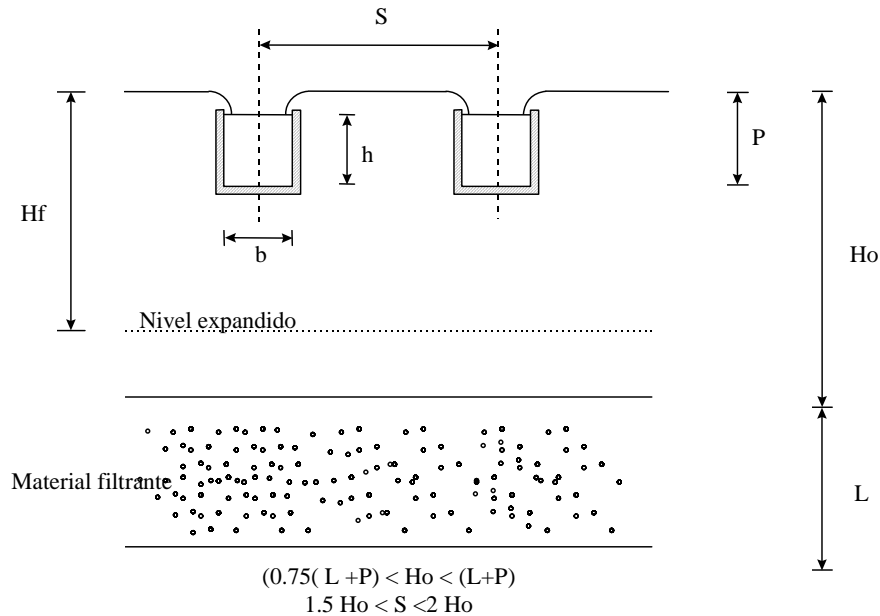 S
P
h
Hf
Ho
b
Nivel expandido
Material filtrante
L
(0.75( L +P) < Ho < (L+P)
1.5 Ho < S <2 Ho